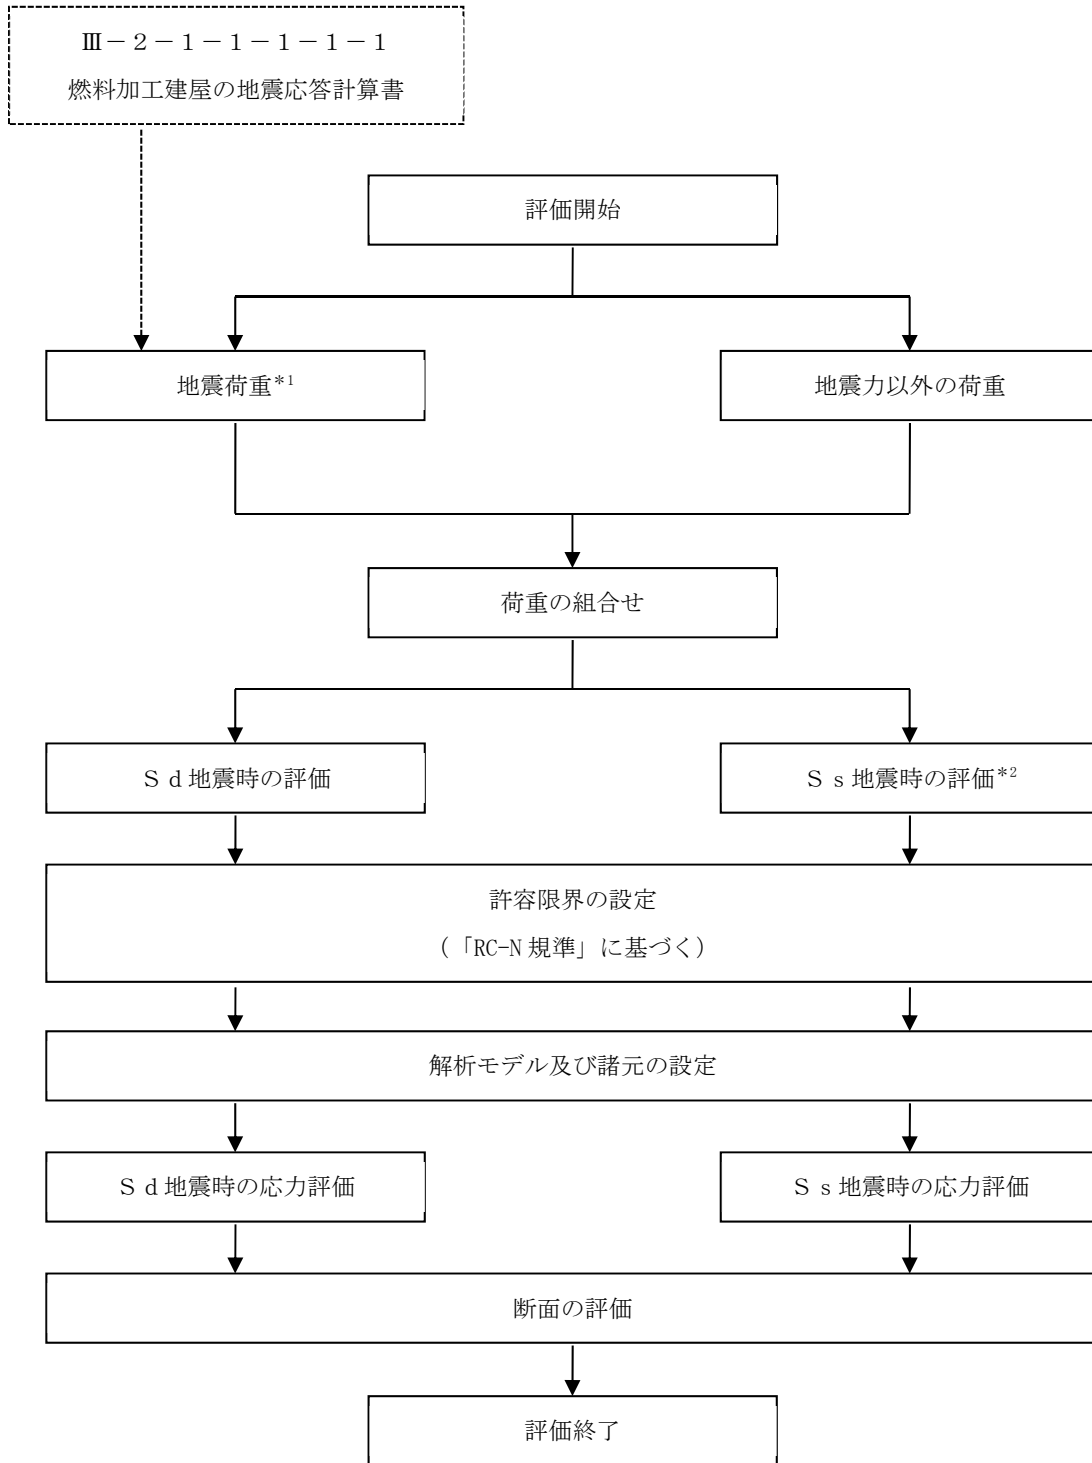 Ⅲ－２－１－１－１－１－１
燃料加工建屋の地震応答計算書
評価開始
地震荷重*1
地震力以外の荷重
荷重の組合せ
Ｓｄ地震時の評価
Ｓｓ地震時の評価*2
許容限界の設定
（「RC-N 規準」に基づく）
解析モデル及び諸元の設定
Ｓｄ地震時の応力評価
Ｓｓ地震時の応力評価
断面の評価
評価終了